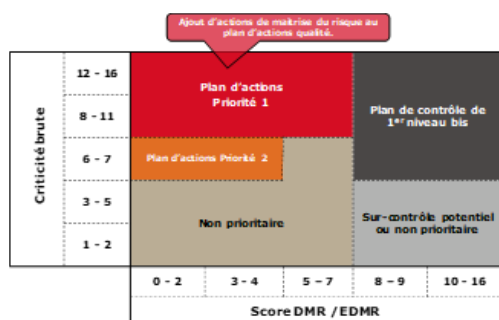 Ajout d'actions de maitrise du risque au
plan d'actions qualité.
Criticité brute
12 - 16
8 - 11
6 - 7
3 - 5
1 - 2
Plan d'actions
Priorité 1
Plan de contrôle de
1er niveau bis
Plan d'actions Priorité 2
Non prioritaire
Sur-contrôle potentiel
ou non prioritaire
0 - 2
3 - 4
5 - 7
8 - 9
10 - 16
Score DMR / EDMR